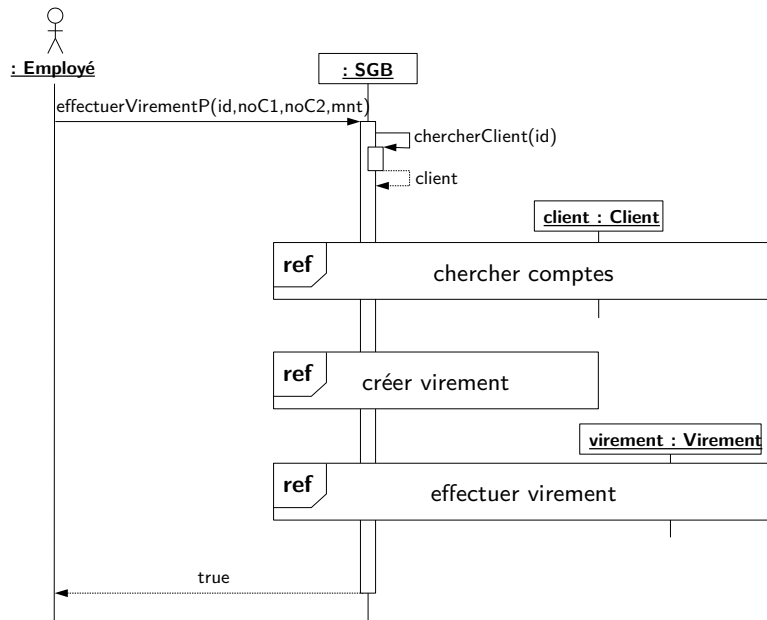 : Employé
: SGB
effectuerVirementP(id,noC1,noC2,mnt)
chercherClient(id)
client
client : Client
ref
chercher comptes
ref
créer virement
virement : Virement
ref
effectuer virement
true